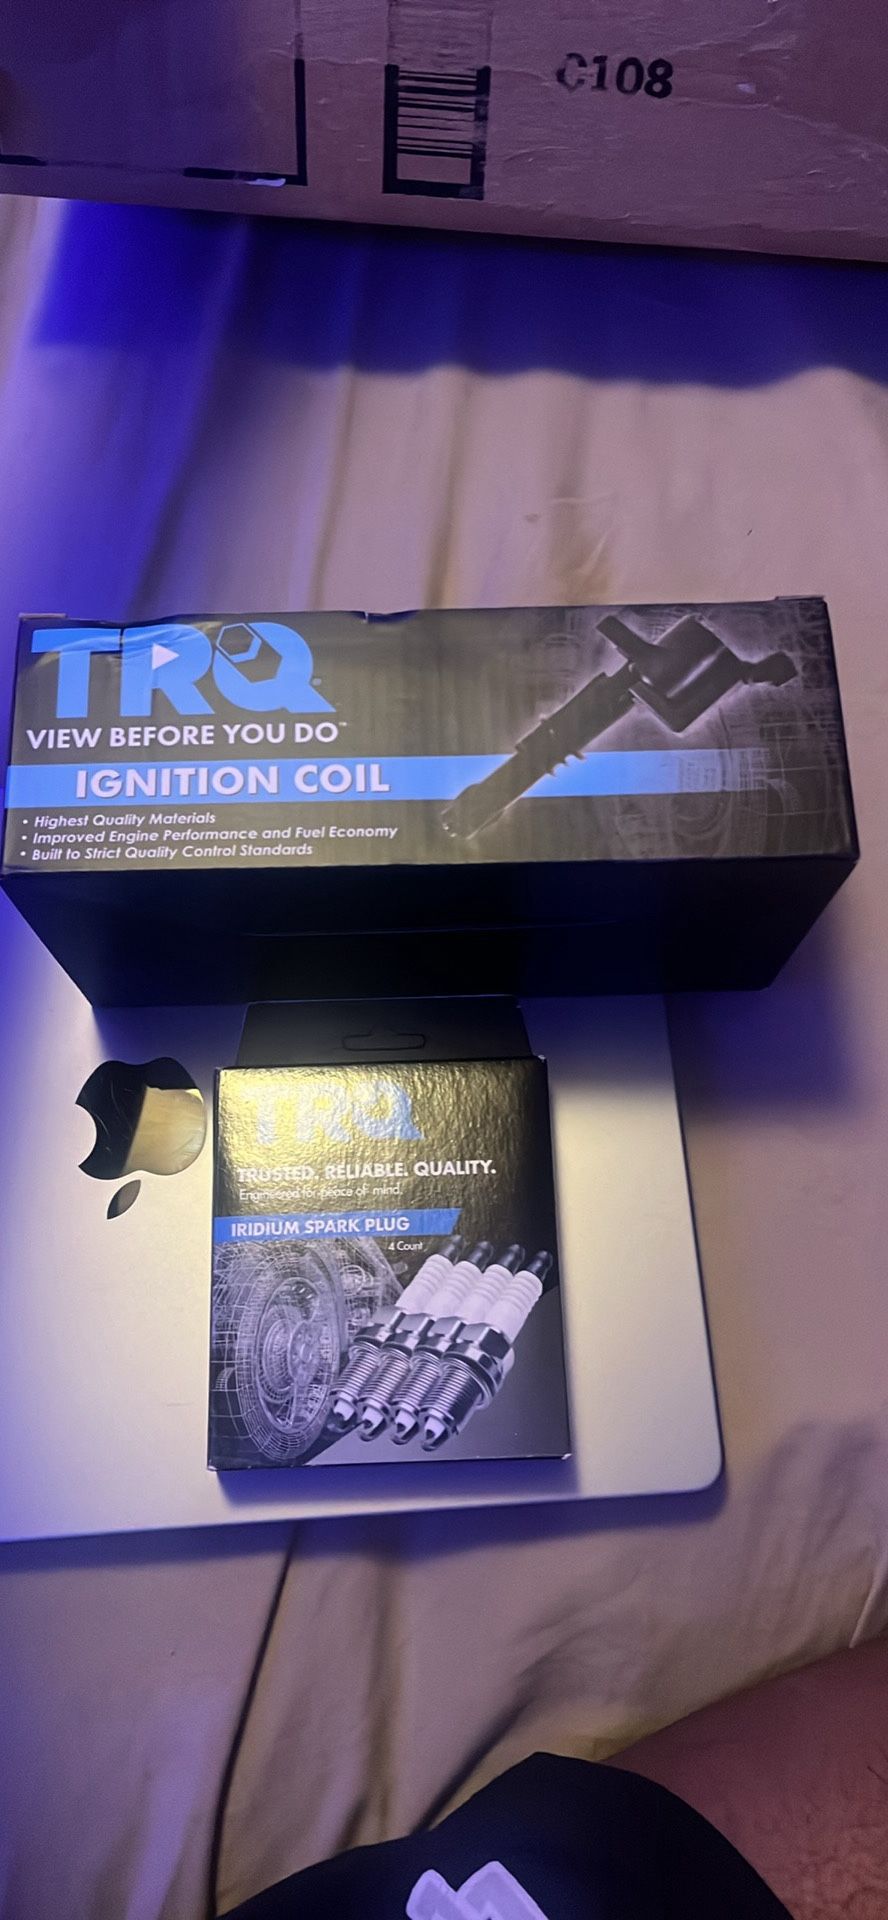 C108
TRQ
VIEW BEFORE YOU DO™
IGNITION COIL
• Highest Quality Materials
• Improved Engine Performance and Fuel Economy
• Built to Strict Quality Control Standards
TRQ
TRUSTED. RELIABLE. QUALITY.
Engineered for peace of mind.
IRIDIUM SPARK PLUG
4 Count